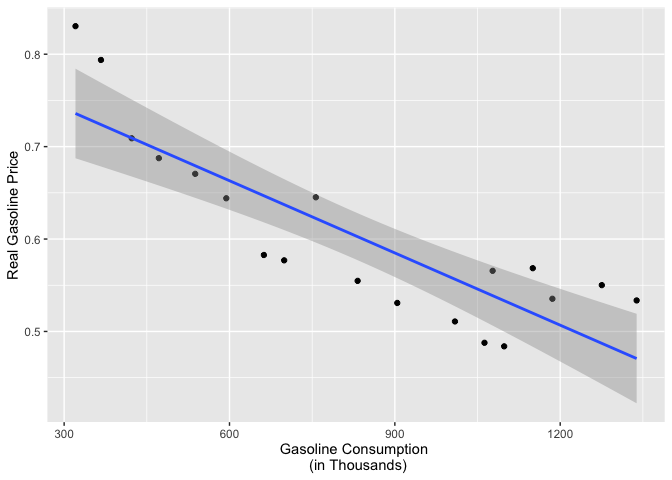 0.8
0.7
0.6
0.5
Real Gasoline Price
300 600 900 1200
Gasoline Consumption
(in Thousands)